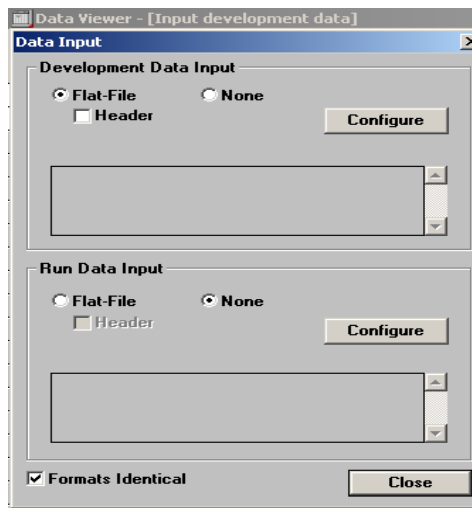 Data Viewer - [Input development data]
Data Input
Development Data Input
Flat-File None
Header
Configure
Run Data Input
Flat-File None
Header
Configure
Formats Identical
Close